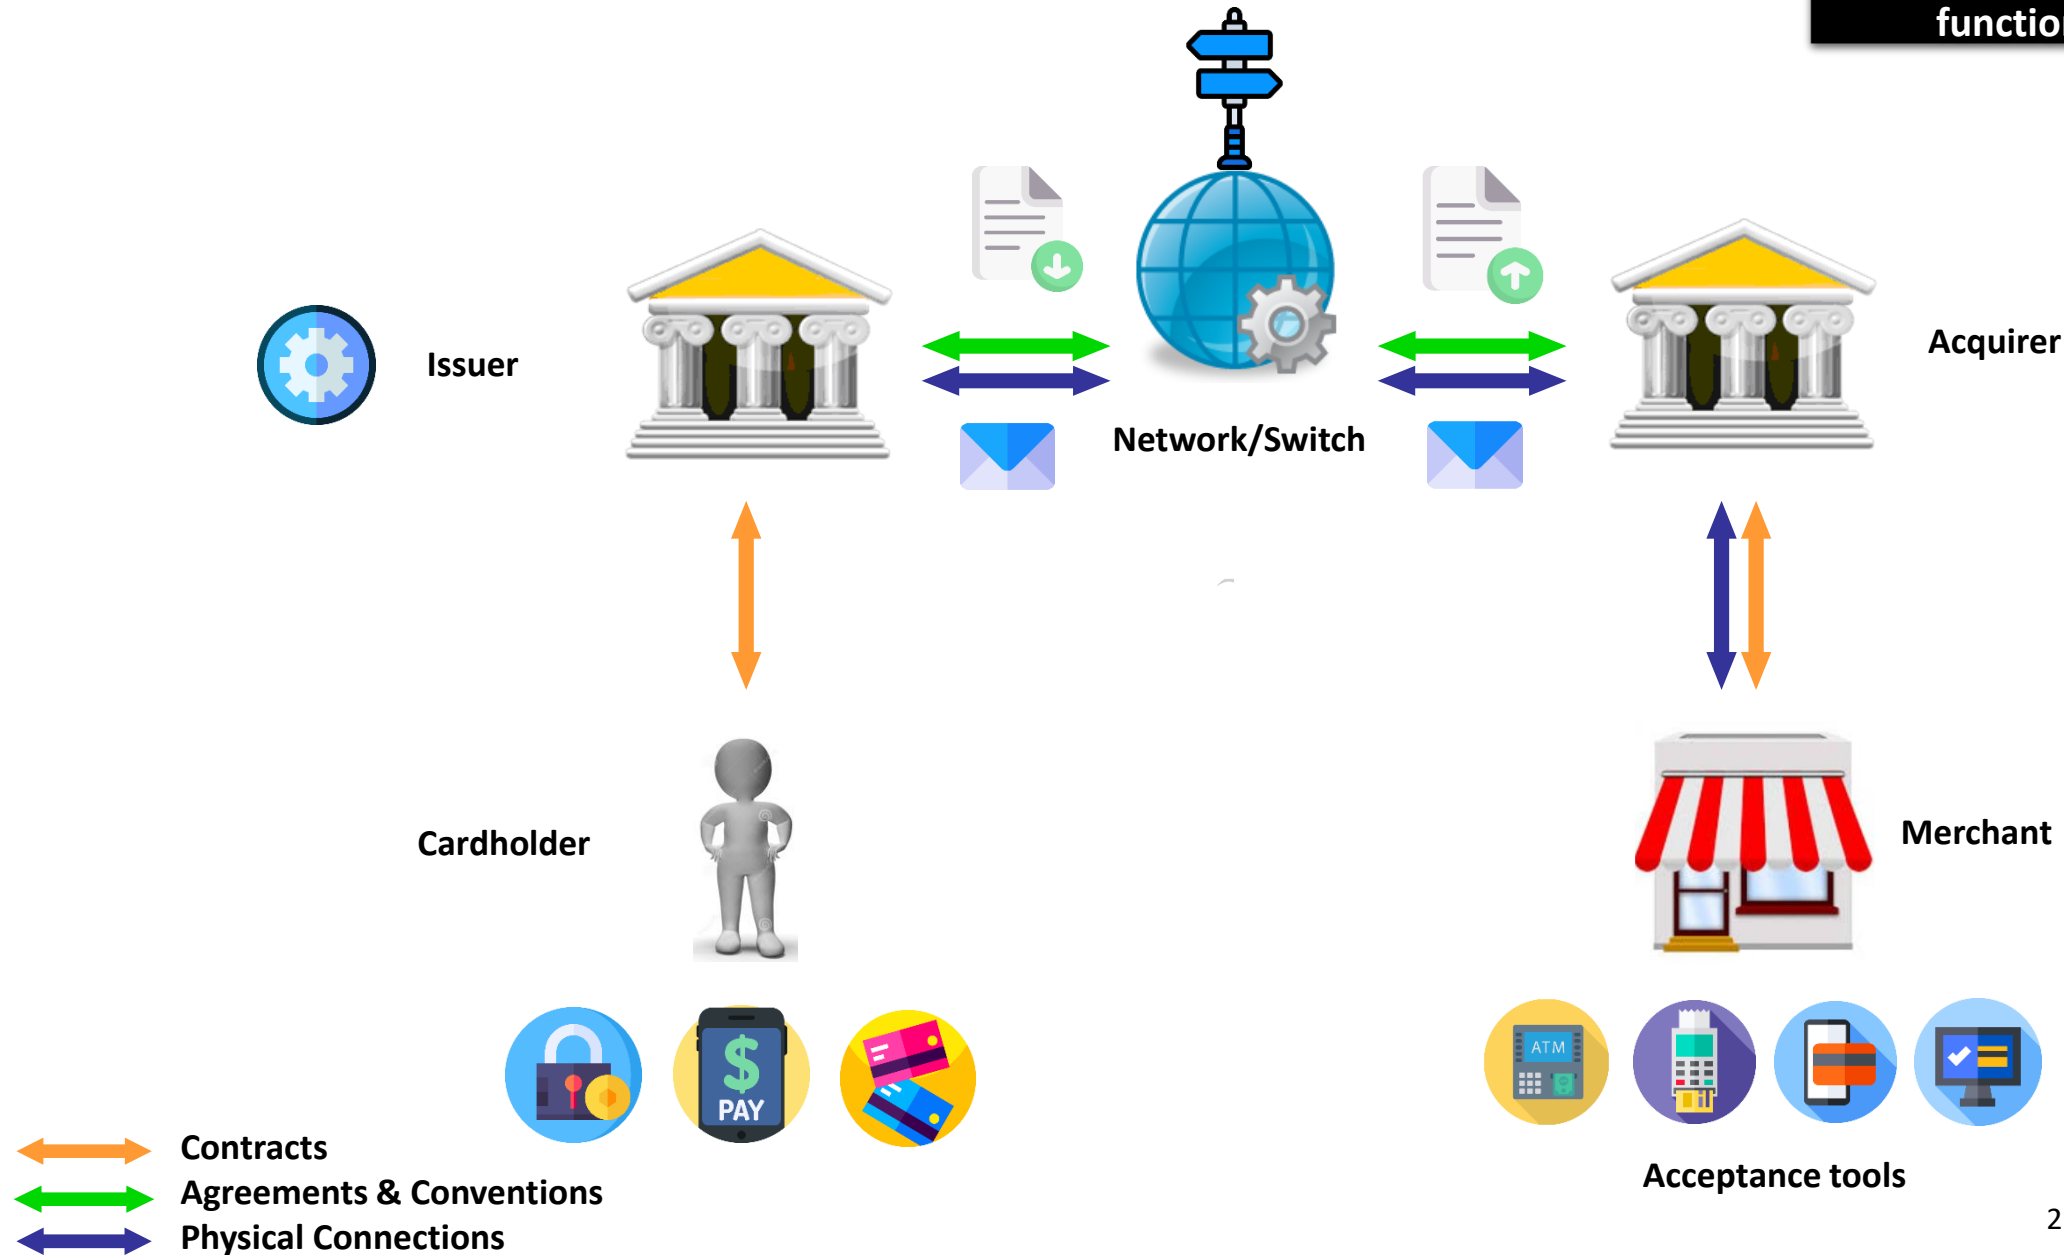 Issuer
Network/Switch
Acquirer
Cardholder
Merchant
$
PAY
ATM
Acceptance tools
Contracts
Agreements & Conventions
Physical Connections
2